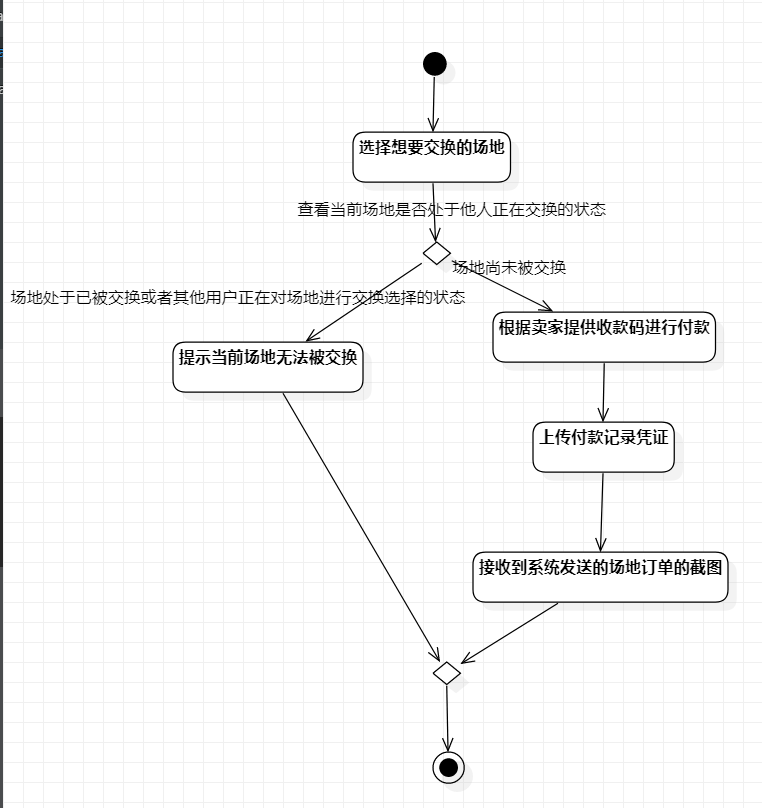 选择想要交换的场地
查看当前场地是否处于他人正在交换的状态
场地尚未被交换
场地处于已被交换或者其他用户正在对场地进行交换选择的状态
根据卖家提供收款码进行付款
提示当前场地无法被交换
上传付款记录凭证
接收到系统发送的场地订单的截图